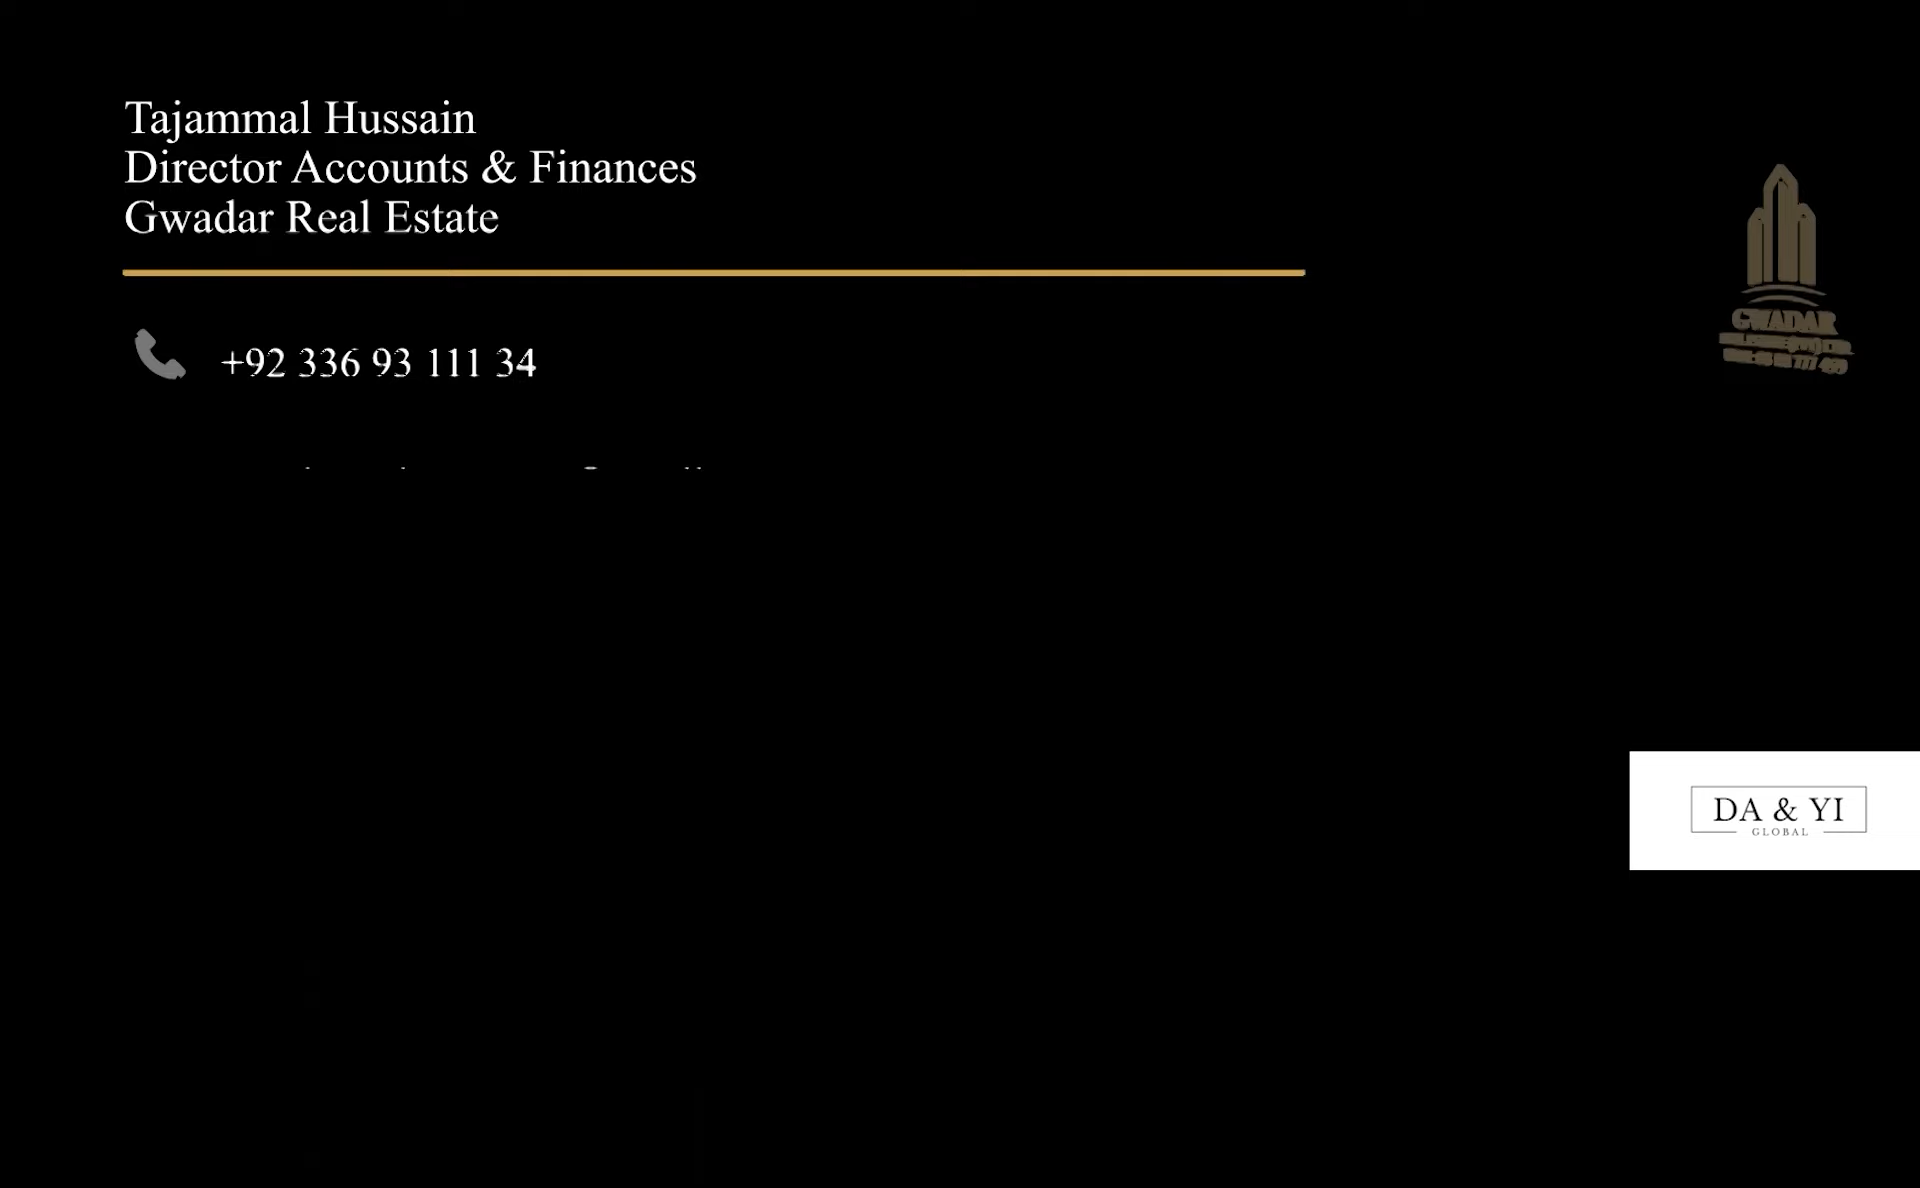 Tajammal Hussain
Director Accounts & Finances
Gwadar Real Estate
+92 336 93 111 34
GWADAR
DA & YI
GLOBAL